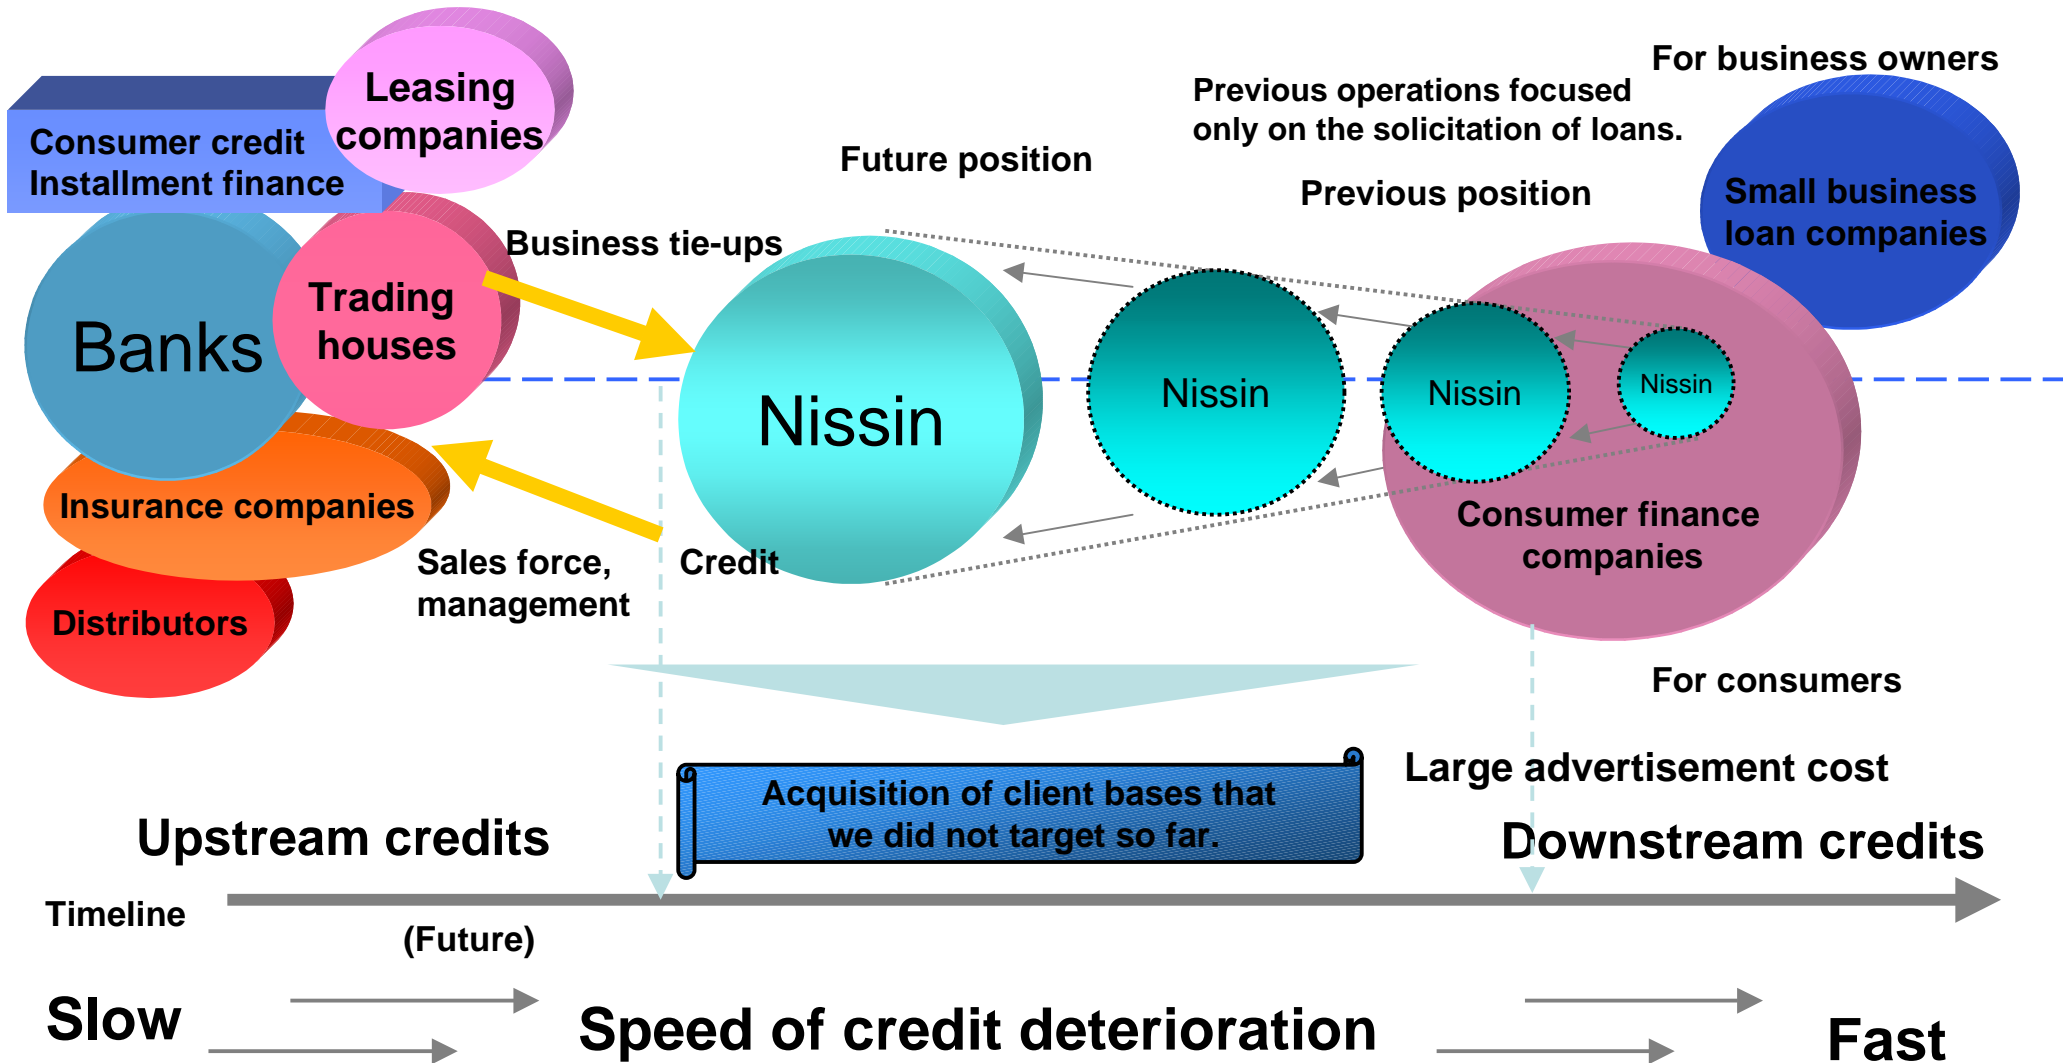 For business owners
Leasing
companies
Previous operations focused
only on the solicitation of loans.
Consumer credit
Installment finance
Future position
Previous position
Small business
loan companies
Business tie-ups
Banks
Trading
houses
Nissin
Nissin
Nissin
Nissin
Insurance companies
Consumer finance
companies
Sales force,
management
Credit
Distributors
For consumers
Large advertisement cost
Acquisition of client bases that
we did not target so far.
Upstream credits
Downstream credits
Timeline
(Future)
Slow
Speed of credit deterioration
Fast